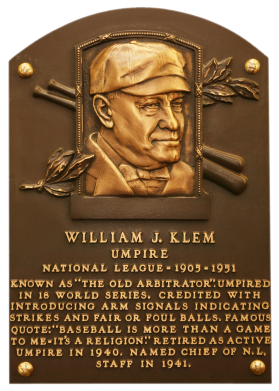 WILLIAM J. KLEM
UMPIRE
NATIONAL LEAGUE = 1905 = 1951
KNOWN AS "THE OLD ARBITRATOR". UMPIRED
IN 18 WORLD SERIES. CREDITED WITH
INTRODUCING ARM SIGNALS INDICATING
STRIKES AND FAIR OR FOUL BALLS. FAMOUS
QUOTE: "BASEBALL IS MORE THAN A GAME
TO ME=IT'S A RELIGION." RETIRED AS ACTIVE
UMPIRE IN 1940. NAMED CHIEF OF N.L.
STAFF IN 1941.